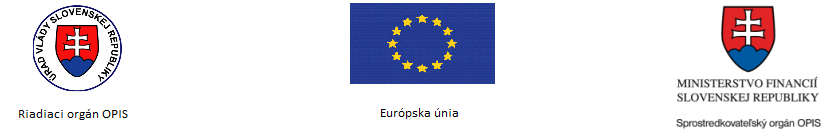 ÚRAD VLÁDY SLOVENSKEJ REPUBLIKY
Riadiaci orgán OPIS
Európska únia
MINISTERSTVO FINANCIÍ
SLOVENSKEJ REPUBLIKY
Sprostredkovateľský orgán OPIS